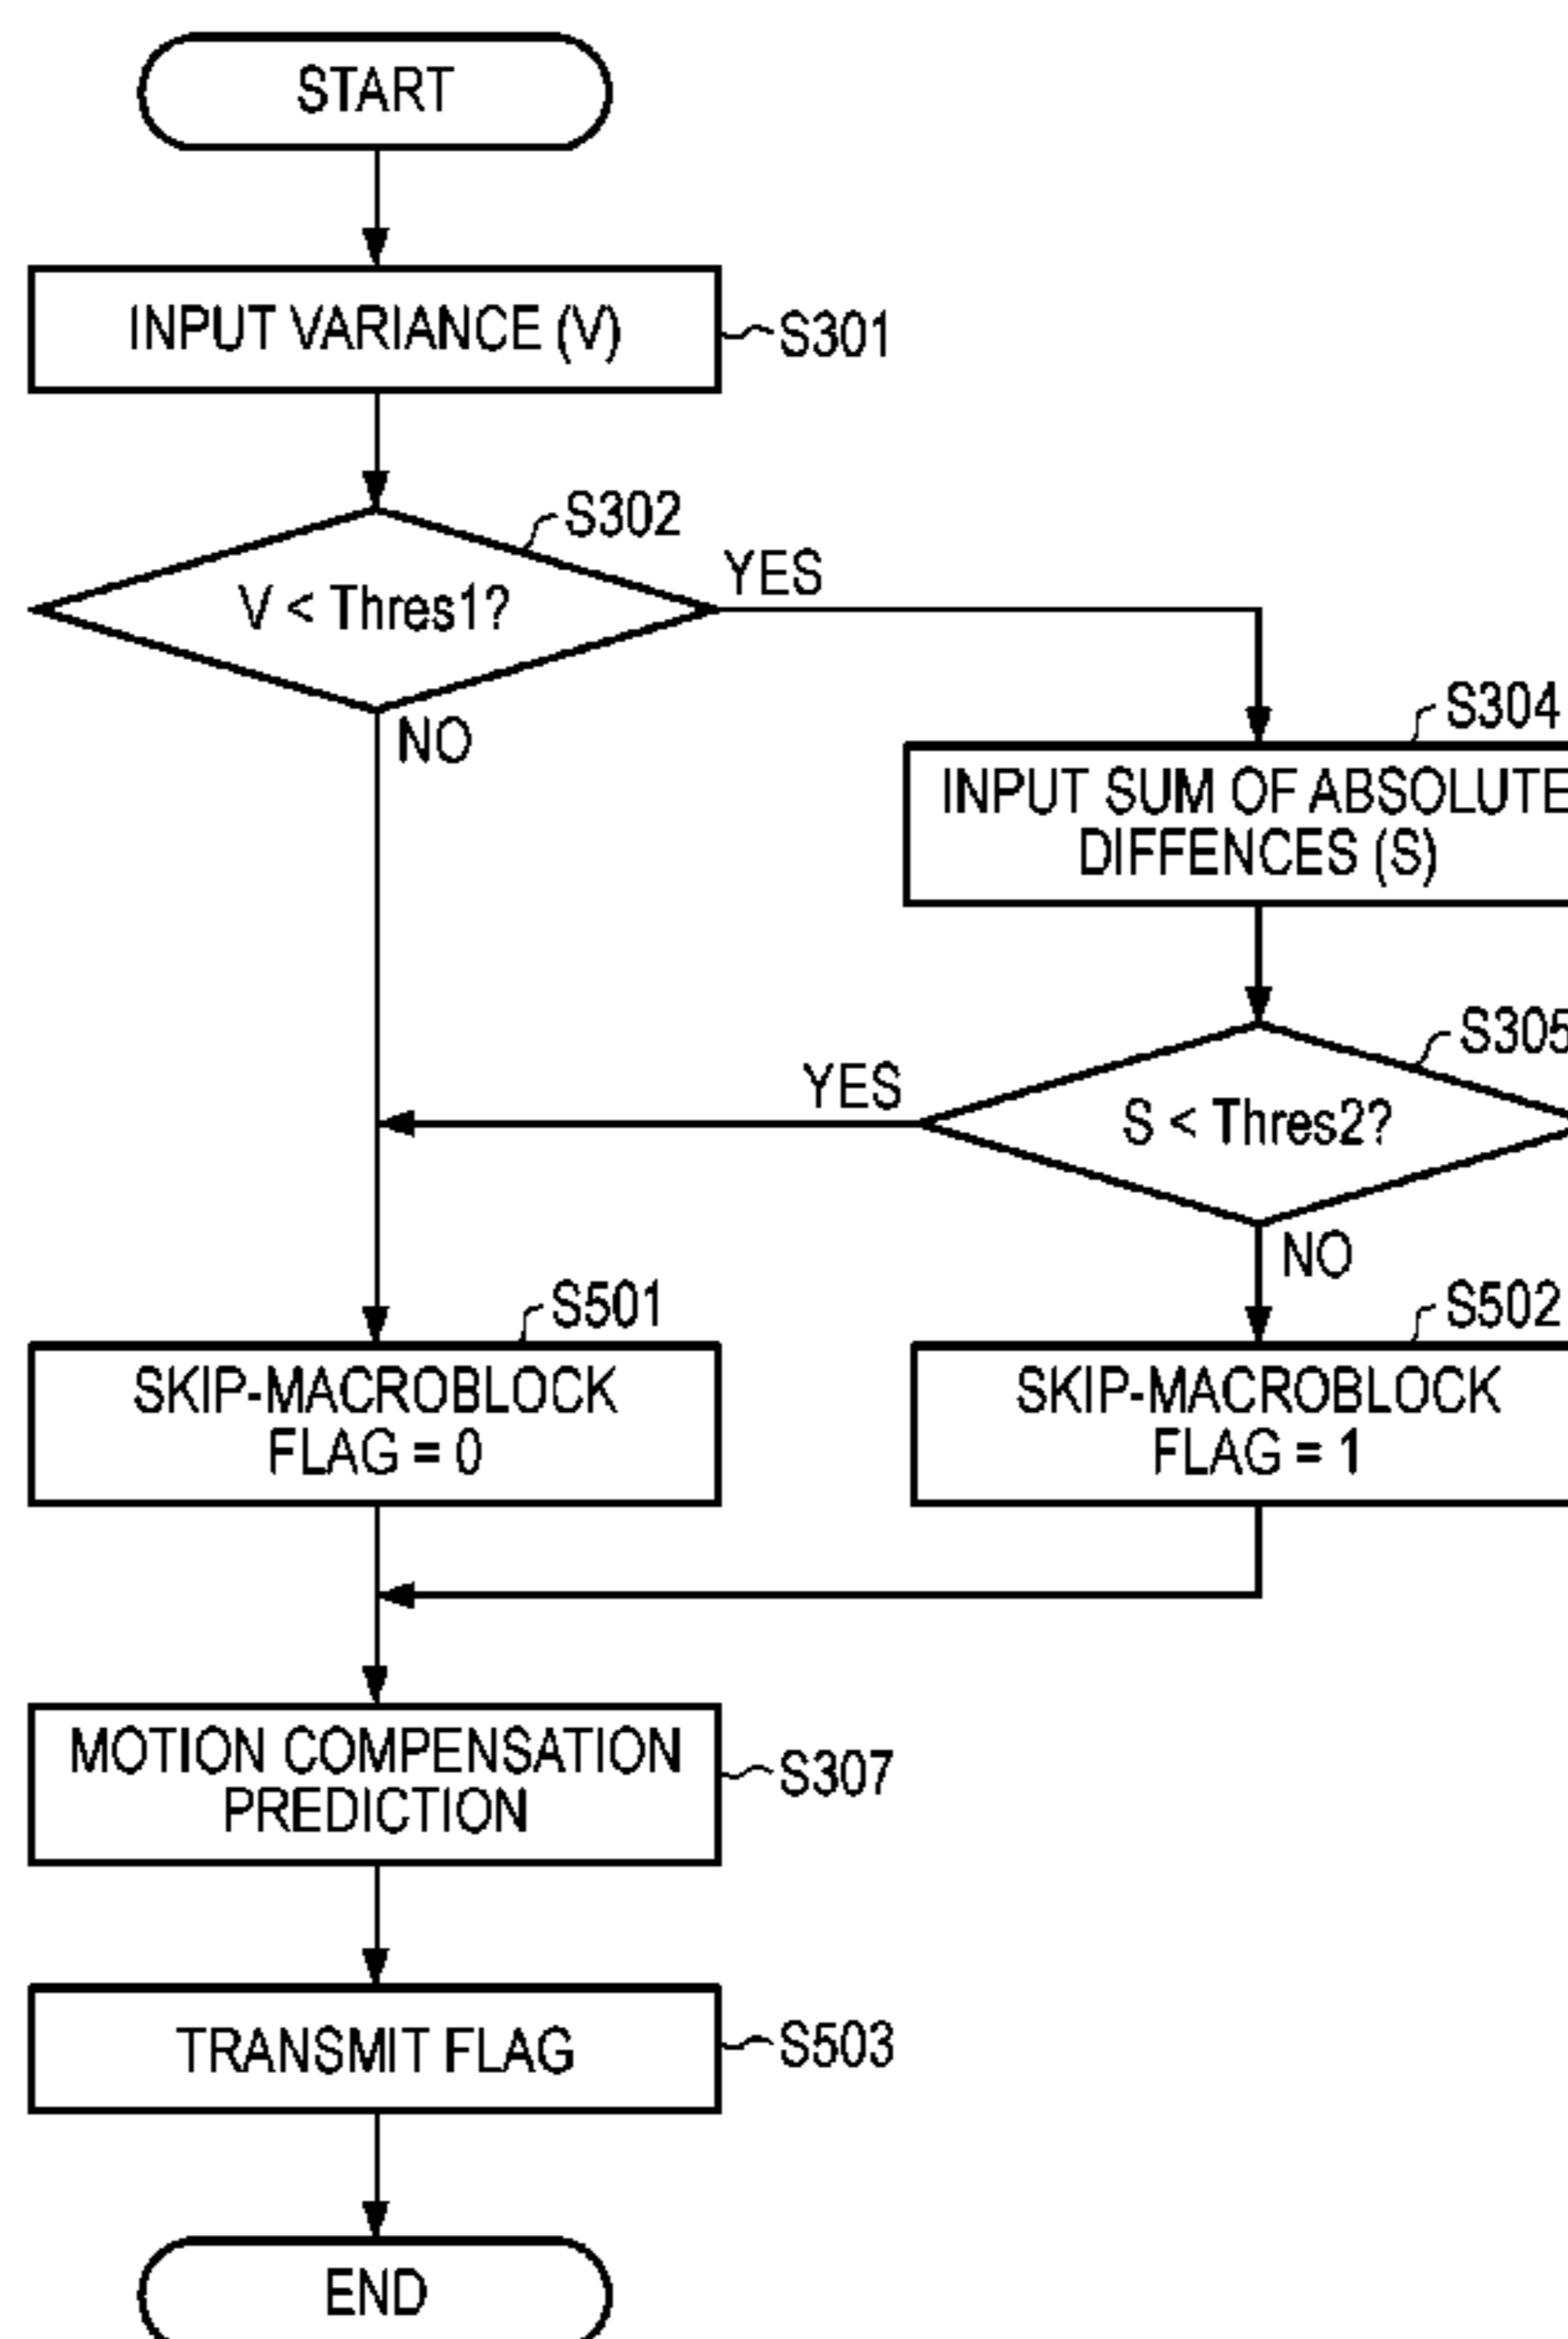 START
INPUT VARIANCE (V)
S301
S302
V < Thres1?
YES
NO
S304
INPUT SUM OF ABSOLUTE
DIFFENCES (S)
S305
S < Thres2?
YES
NO
S501
SKIP-MACROBLOCK
FLAG = 0
S502
SKIP-MACROBLOCK
FLAG = 1
MOTION COMPENSATION
PREDICTION
S307
TRANSMIT FLAG
S503
END